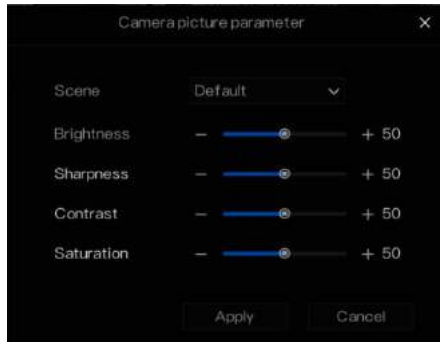 Camera picture parameter ×
Scene Default
Brightness − + 50
Sharpness − + 50
Contrast − + 50
Saturation − + 50
Apply Cancel